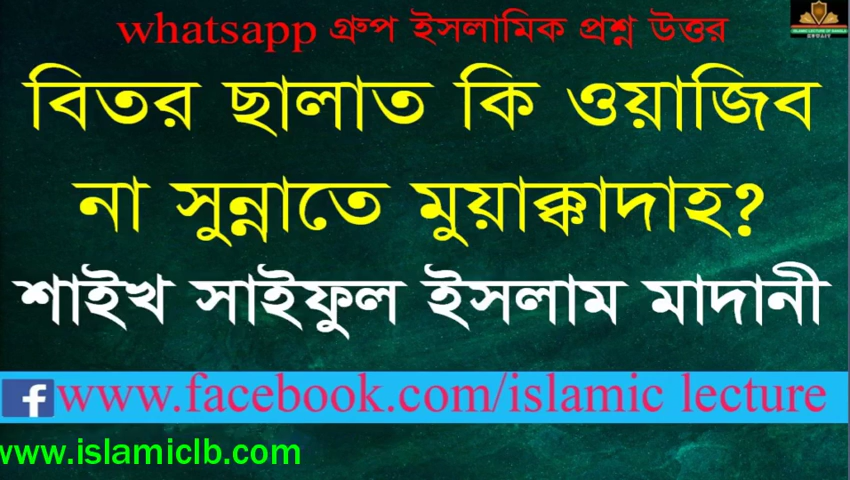 whatsapp গ্রুপ ইসলামিক প্রশ্ন উত্তর
বিতর ছালাত কি ওয়াজিব
না সুন্নাতে মুয়াক্কাদাহ?
শাইখ সাইফুল ইসলাম মাদানী
www.facebook.com/islamic lecture
www.islamiclb.com